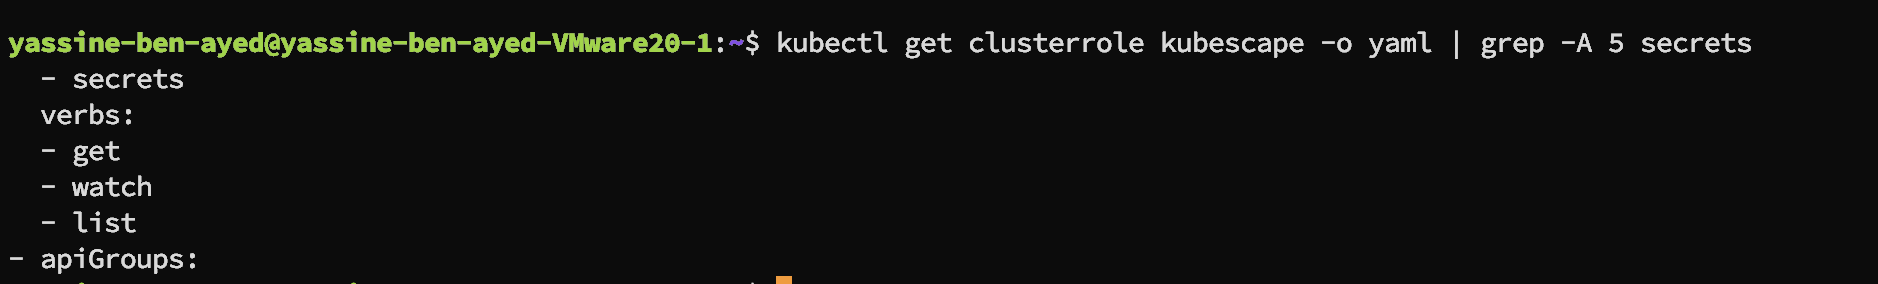 yassine-ben-ayed@yassine-ben-ayed-VMware20-1:~$ kubectl get clusterrole kubescape -o yaml | grep -A 5 secrets
  - secrets
  verbs:
  - get
  - watch
  - list
- apiGroups: